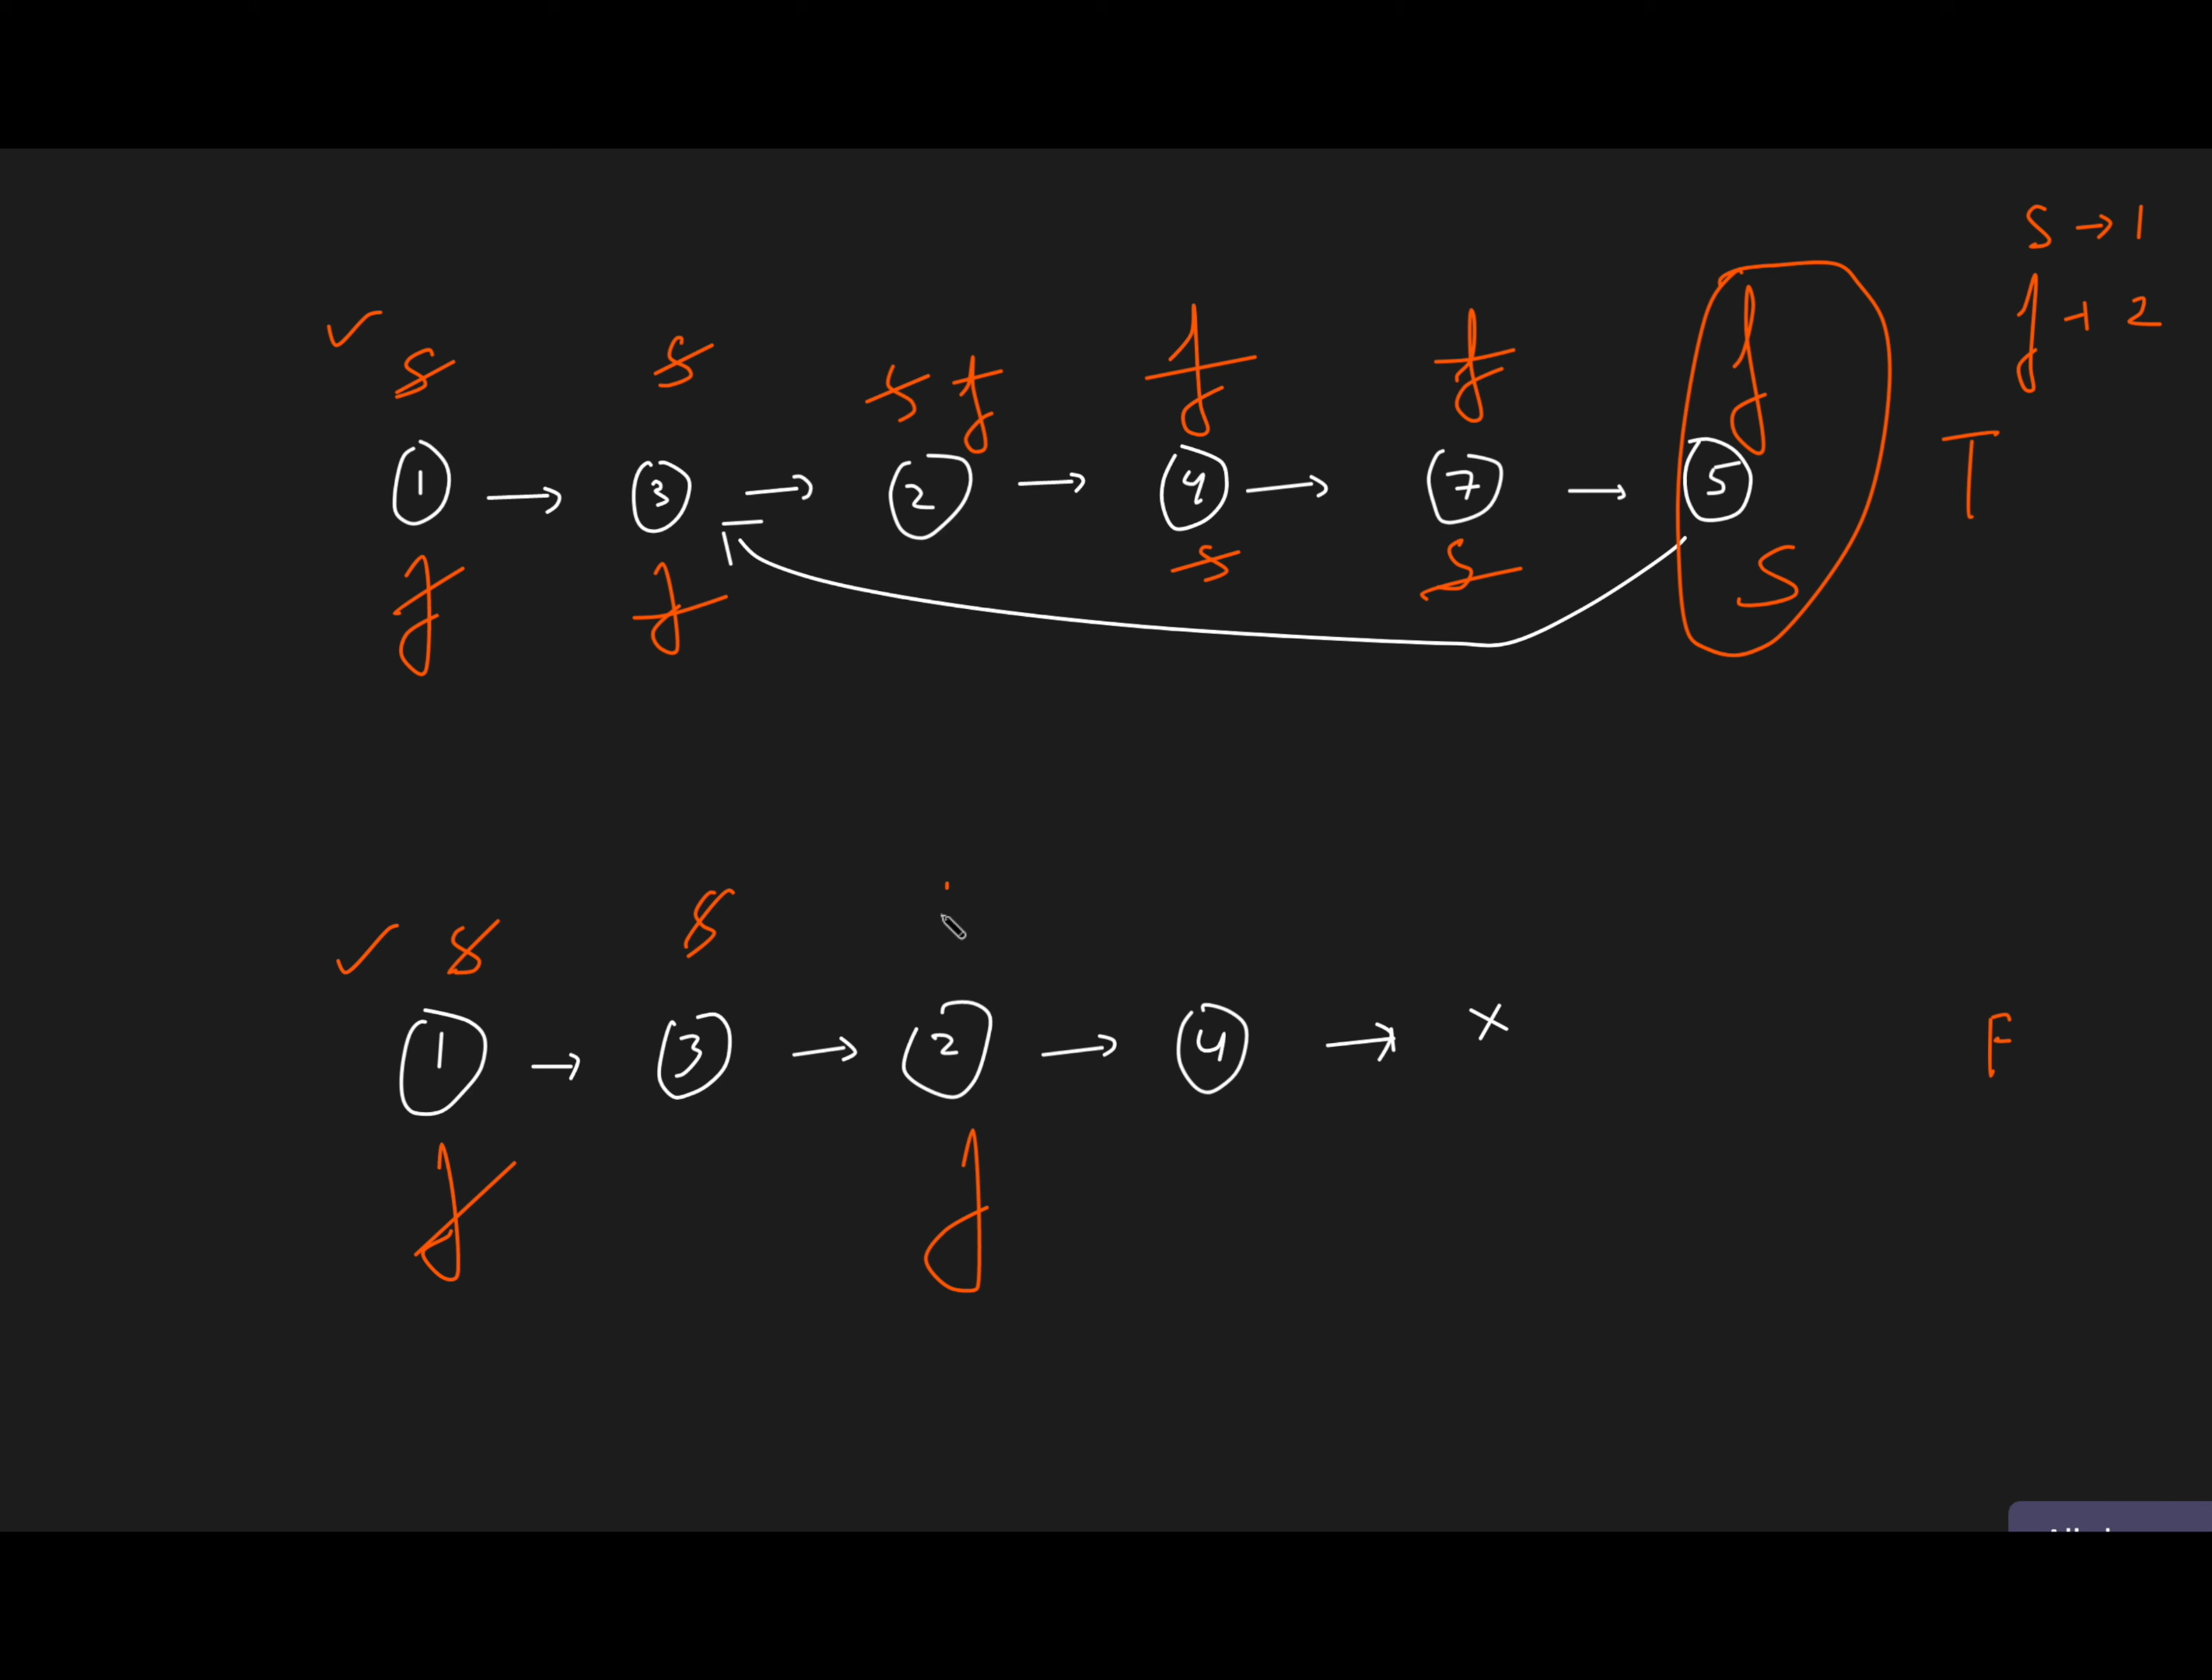 s → 1
f → 2
s s s f f f f
1 → 3 → 2 → 4 → 7 → 5 T
f f s s s
s s
1 → 3 → 2 → 4 → × F
f f